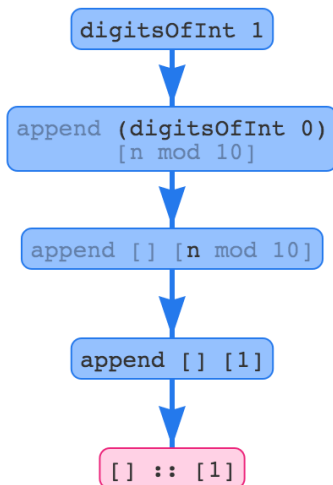 digitsOfInt 1
append (digitsOfInt 0)
[n mod 10]
append [] [n mod 10]
append [] [1]
[] :: [1]